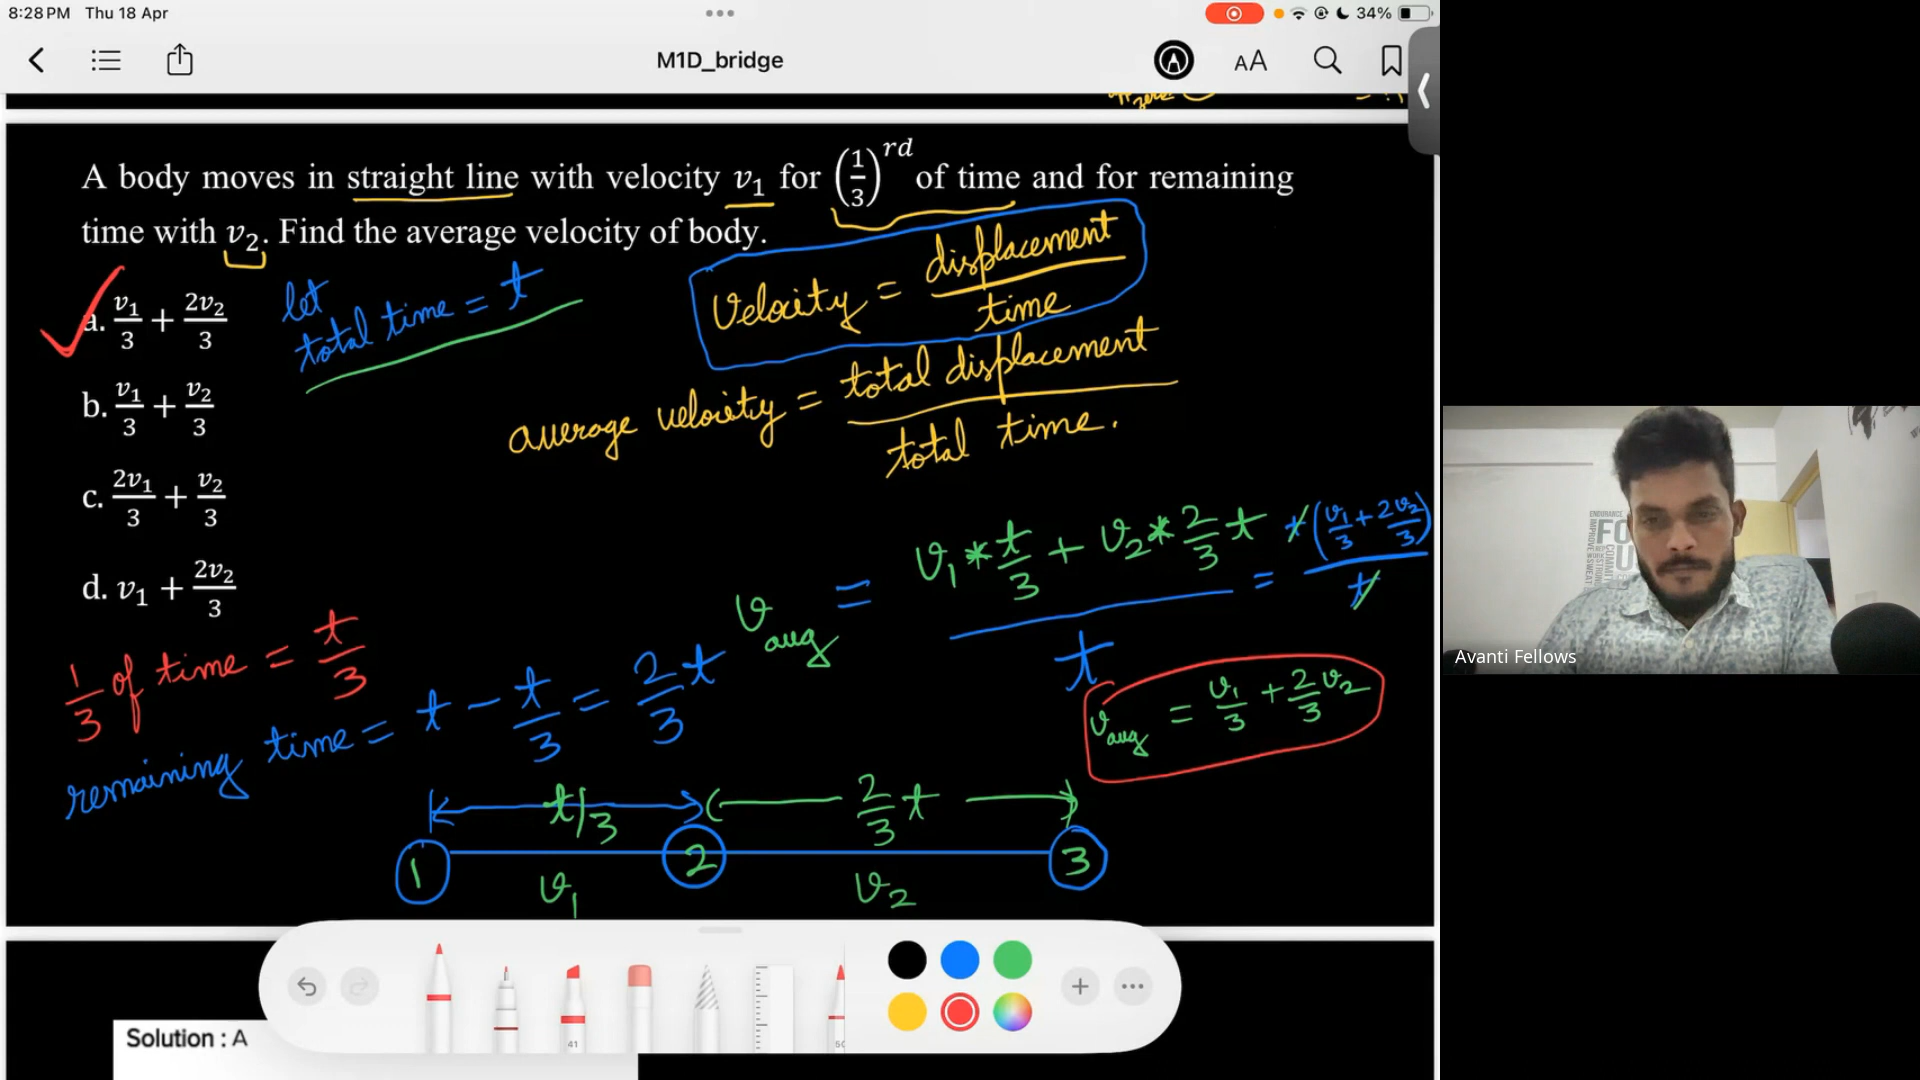 8:28 PM Thu 18 Apr
34%
M1D_bridge
AA
A body moves in straight line with velocity v₁ for (1/3)ʳᵈ of time and for remaining
time with v₂. Find the average velocity of body.
a. v₁/3 + 2v₂/3
b. v₁/3 + v₂/3
c. 2v₁/3 + v₂/3
d. v₁ + 2v₂/3
let
total time = t
Velocity = displacement/time
average velocity = total displacement/total time.
v avg = (v₁ * t/3 + v₂ * 2/3 t)/t = t(v₁/3 + 2v₂/3)/t
v avg = v₁/3 + 2/3 v₂
1/3 of time = t/3
remaining time = t - t/3 = 2/3 t
t/3 2/3 t
1 2 3
v₁ v₂
41
Solution : A
FO
Avanti Fellows